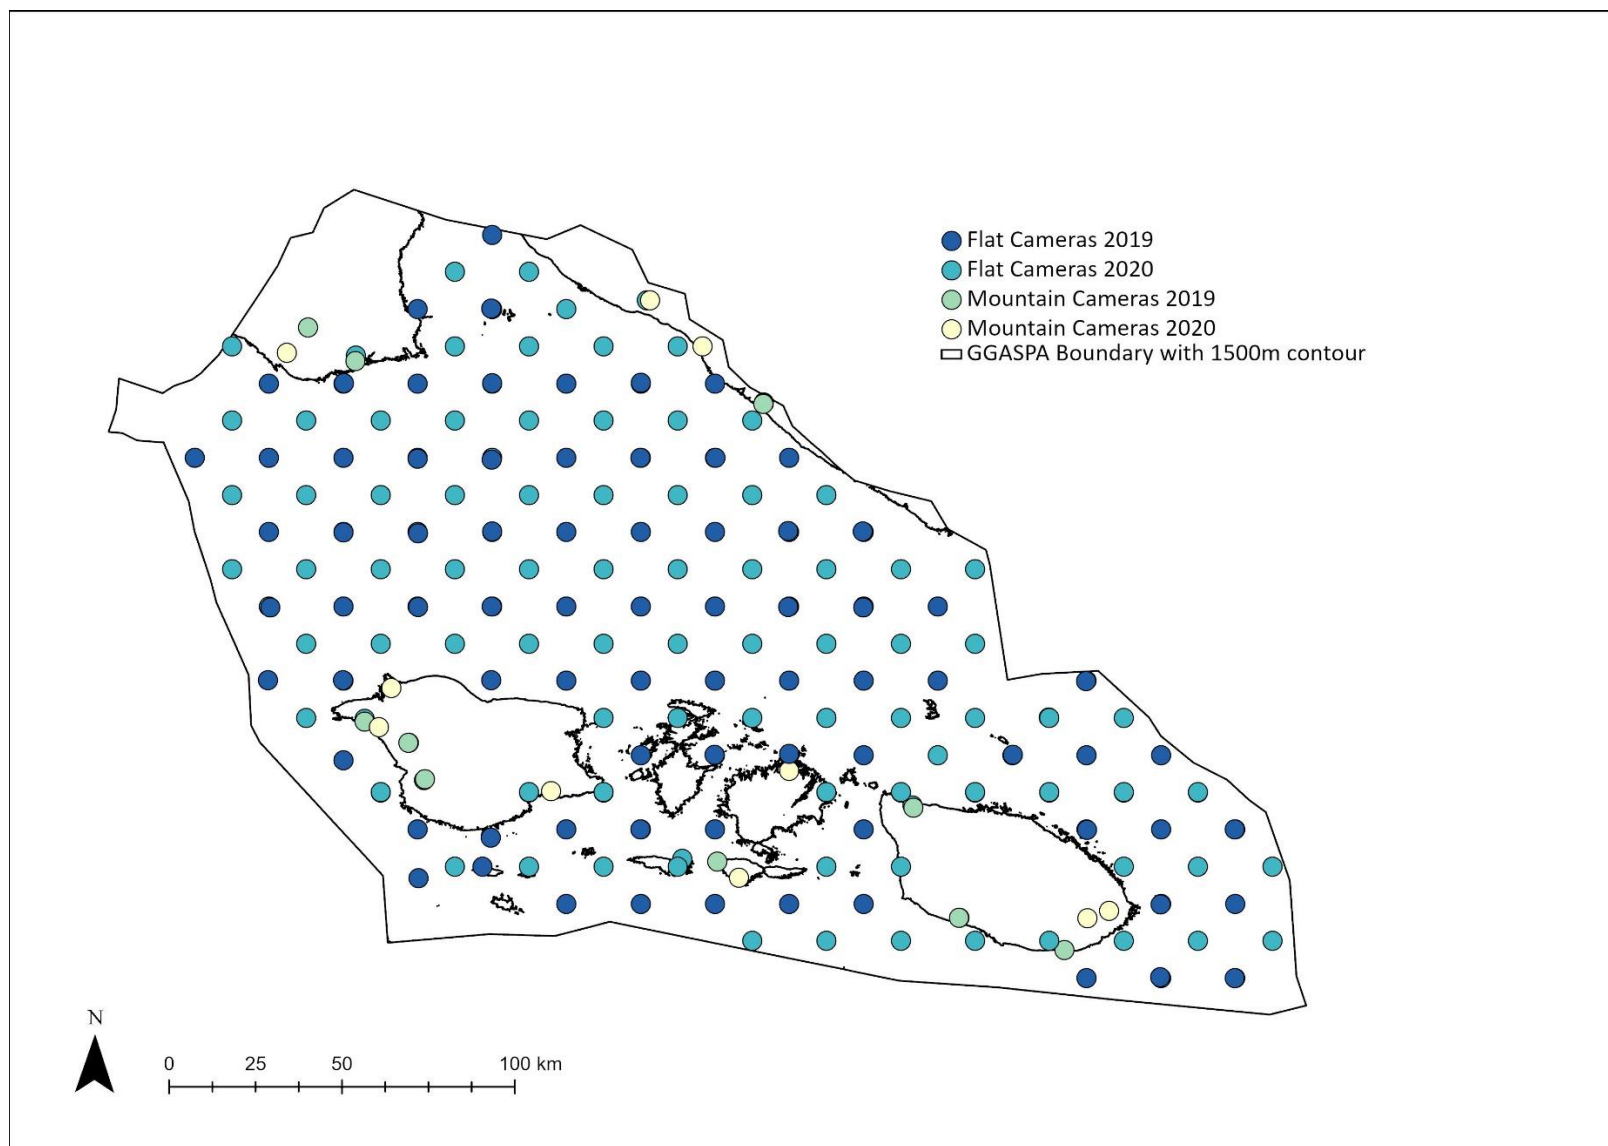 Flat Cameras 2019
Flat Cameras 2020
Mountain Cameras 2019
Mountain Cameras 2020
GGASPA Boundary with 1500m contour
N
0 25 50 100 km